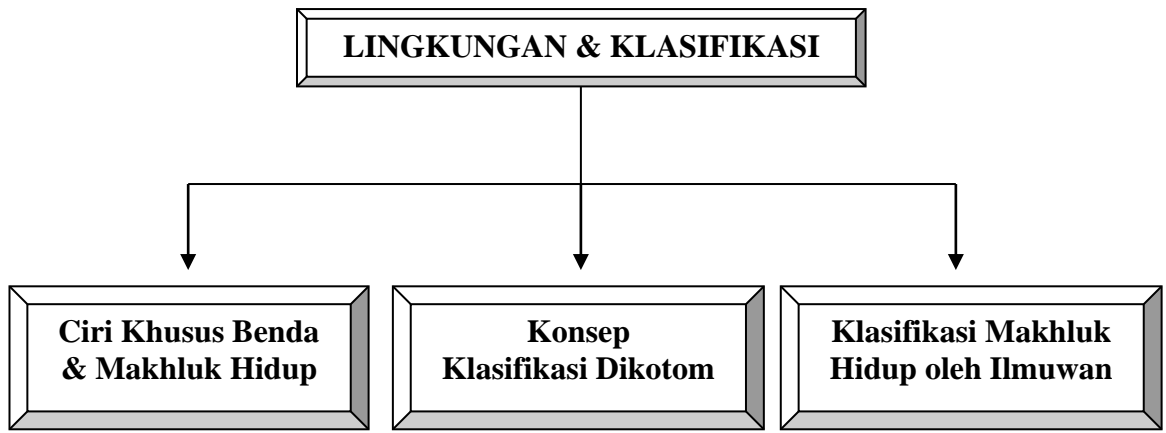 LINGKUNGAN & KLASIFIKASI
Ciri Khusus Benda
& Makhluk Hidup
Konsep
Klasifikasi Dikotom
Klasifikasi Makhluk
Hidup oleh Ilmuwan